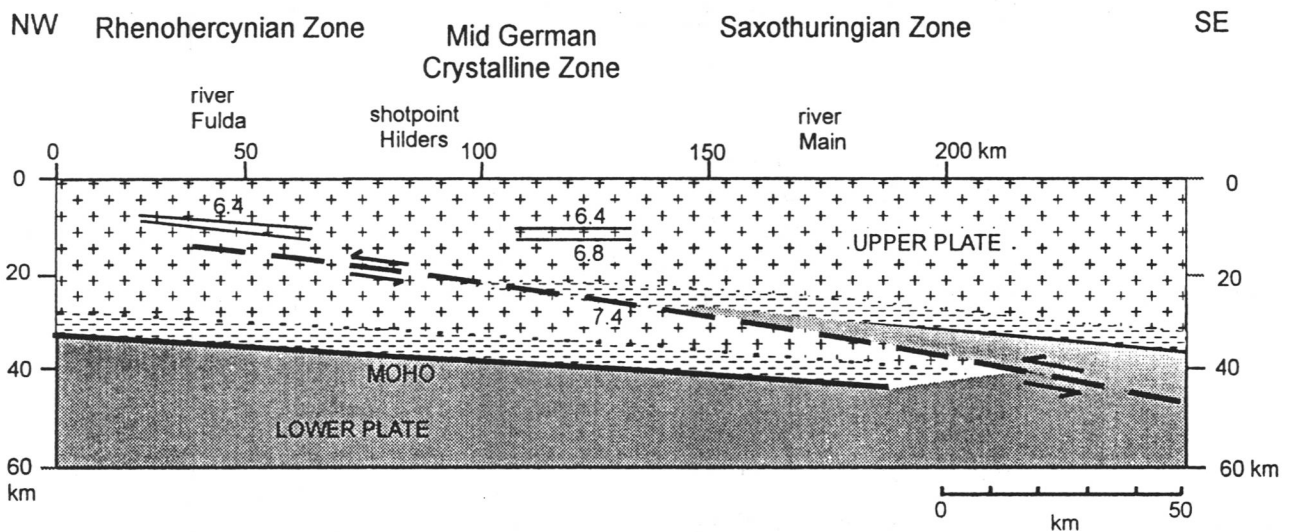 NW Rhenohercynian Zone Mid German Saxothuringian Zone SE
Crystalline Zone
river
Fulda
shotpoint
Hilders
river
Main
0 50 100 150 200 km
0 0
6.4 6.4
6.8
UPPER PLATE
20 20
7.4
40 MOHO 40
LOWER PLATE
60 60 km
km
0 50
km